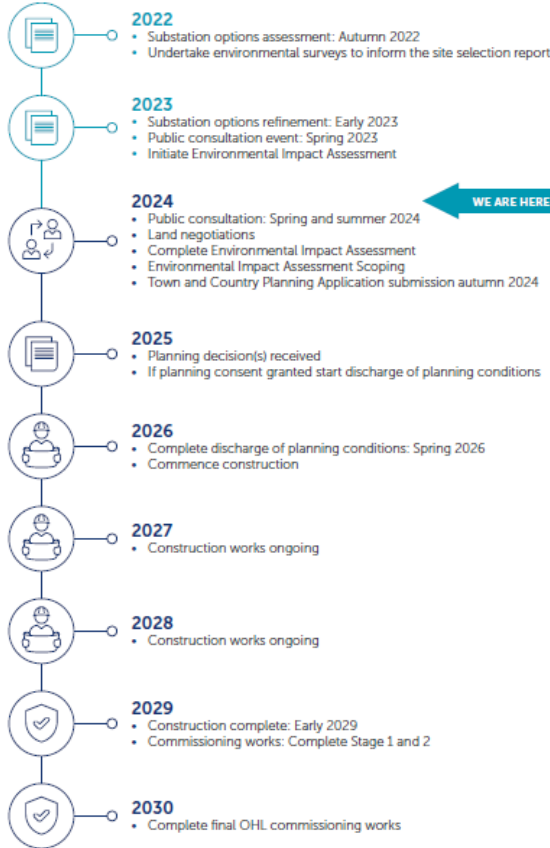 2022
• Substation options assessment: Autumn 2022
• Undertake environmental surveys to inform the site selection report
2023
• Substation options refinement: Early 2023
• Public consultation event: Spring 2023
• Initiate Environmental Impact Assessment
WE ARE HERE
2024
• Public consultation: Spring and summer 2024
• Land negotiations
• Complete Environmental Impact Assessment
• Environmental Impact Assessment Scoping
• Town and Country Planning Application submission autumn 2024
2025
• Planning decision(s) received
• If planning consent granted start discharge of planning conditions
2026
• Complete discharge of planning conditions: Spring 2026
• Commence construction
2027
• Construction works ongoing
2028
• Construction works ongoing
2029
• Construction complete: Early 2029
• Commissioning works: Complete Stage 1 and 2
2030
• Complete final OHL commissioning works